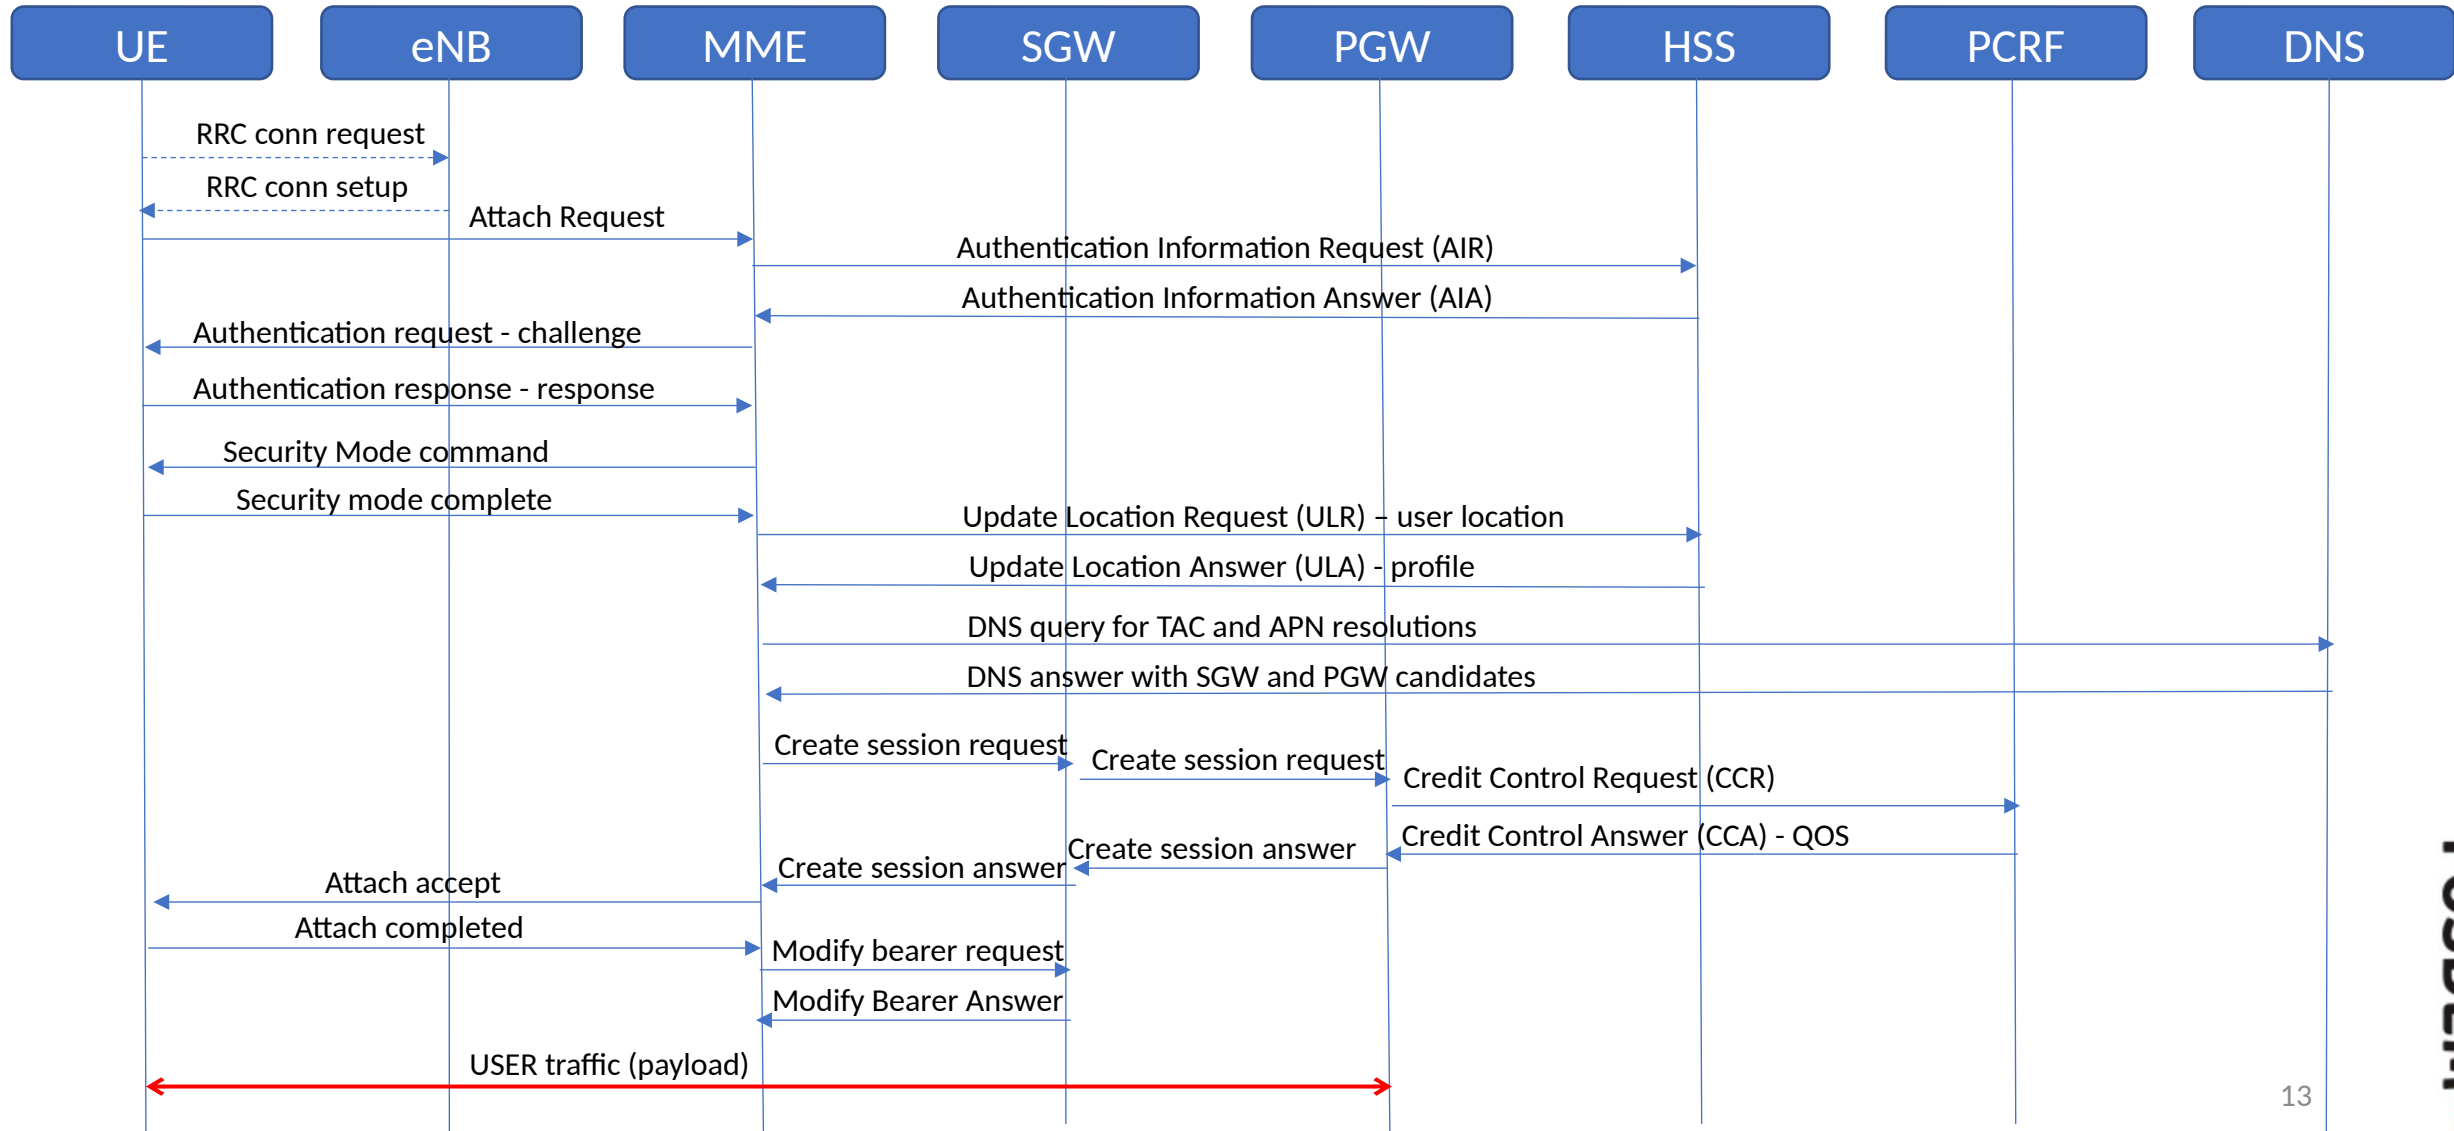 UE
eNB
MME
SGW
PGW
HSS
PCRF
DNS
RRC conn request
RRC conn setup
Attach Request
Authentication Information Request (AIR)
Authentication Information Answer (AIA)
Authentication request - challenge
Authentication response - response
Security Mode command
Security mode complete
Update Location Request (ULR) – user location
Update Location Answer (ULA) - profile
DNS query for TAC and APN resolutions
DNS answer with SGW and PGW candidates
Create session request
Create session request
Credit Control Request (CCR)
Credit Control Answer (CCA) - QOS
Create session answer
Create session answer
Attach accept
Attach completed
Modify bearer request
Modify Bearer Answer
USER traffic (payload)
13